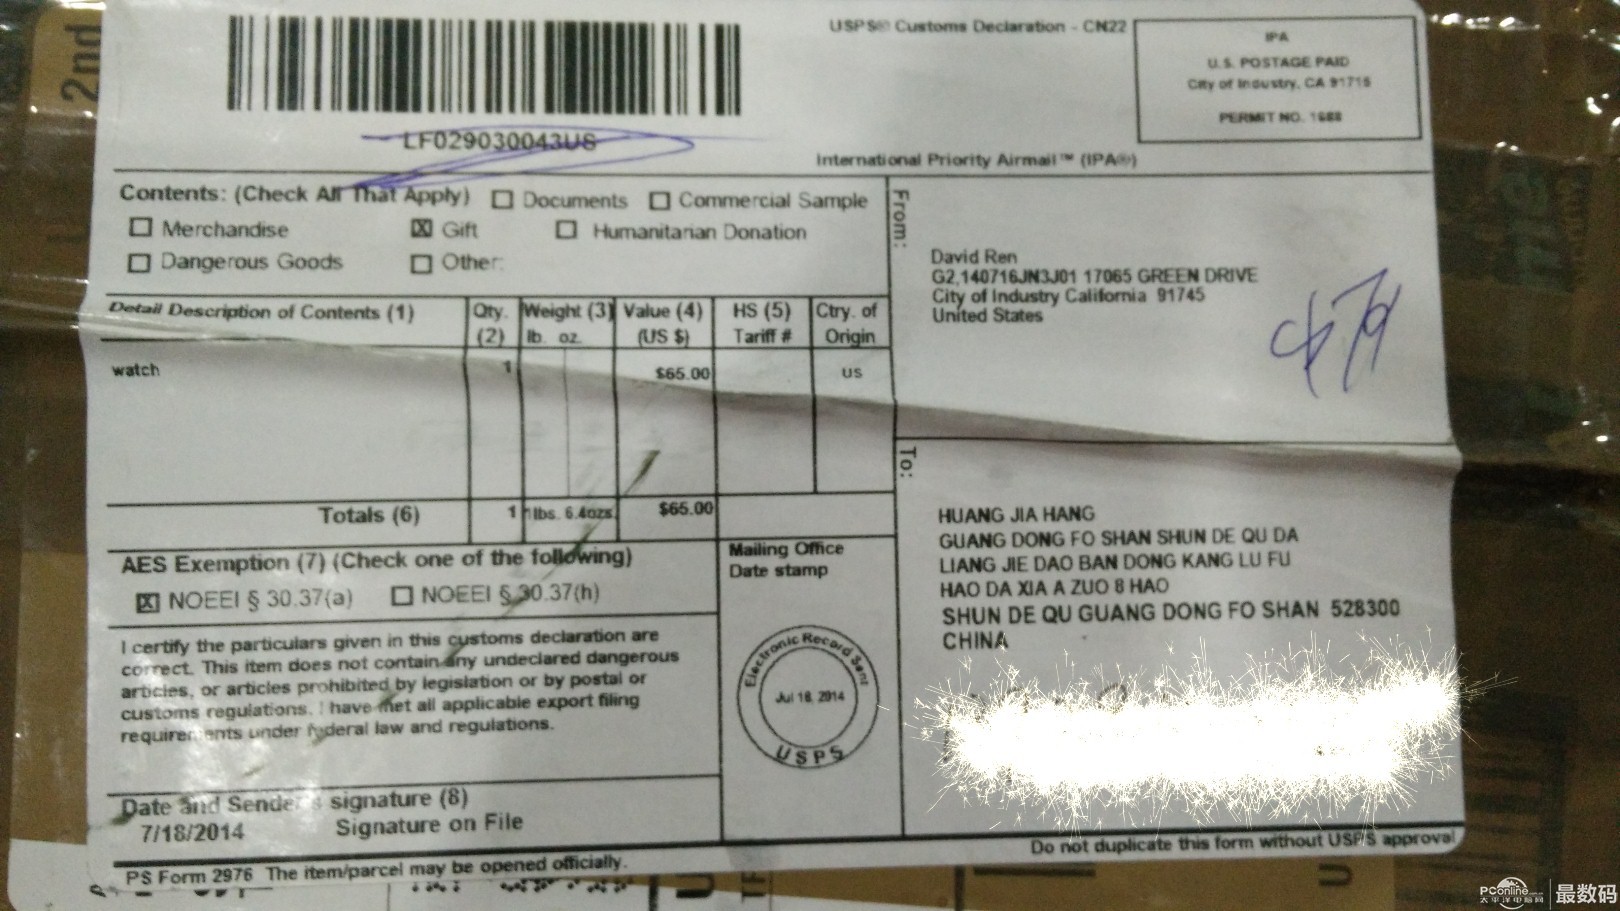 2nd
USPS® Customs Declaration - CN22
IPA
U.S. POSTAGE PAID
City of Industry, CA 91715
PERMIT NO. 1688
LF029030043US
International Priority Airmail™ (IPA®)
Contents: (Check All That Apply) Documents Commercial Sample
Merchandise Gift Humanitarian Donation
Dangerous Goods Other:
From:
David Ren
G2,140716JN3J01 17065 GREEN DRIVE
City of Industry California 91745
United States
Detail Description of Contents (1) Qty. (2) Weight (3) lb. oz. Value (4) (US $) HS (5) Tariff # Ctry. of Origin
watch 1 $65.00 US
Totals (6) 1 1lbs. 6.4ozs. $65.00
To:
HUANG JIA HANG
GUANG DONG FO SHAN SHUN DE QU DA
LIANG JIE DAO BAN DONG KANG LU FU
HAO DA XIA A ZUO 8 HAO
SHUN DE QU GUANG DONG FO SHAN 528300
CHINA
AES Exemption (7) (Check one of the following)
NOEEI § 30.37(a) NOEEI § 30.37(h)
Mailing Office
Date stamp
Electronic Record Sent
Jul 18, 2014
USPS
I certify the particulars given in this customs declaration are
correct. This item does not contain any undeclared dangerous
articles, or articles prohibited by legislation or by postal or
customs regulations. I have met all applicable export filing
requirements under federal law and regulations.
Date and Sender's signature (8)
7/18/2014 Signature on File
Do not duplicate this form without USPS approval
PS Form 2976 The item/parcel may be opened officially.
PConline.com.cn
太平洋电脑网
最数码